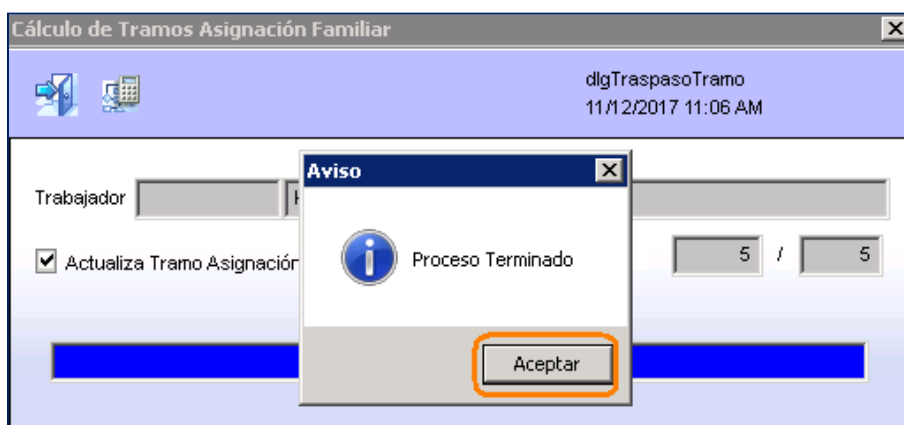 Cálculo de Tramos Asignación Familiar
dlgTraspasoTramo
11/12/2017 11:06 AM
Aviso
Trabajador
Actualiza Tramo Asignación
Proceso Terminado
5 / 5
Aceptar